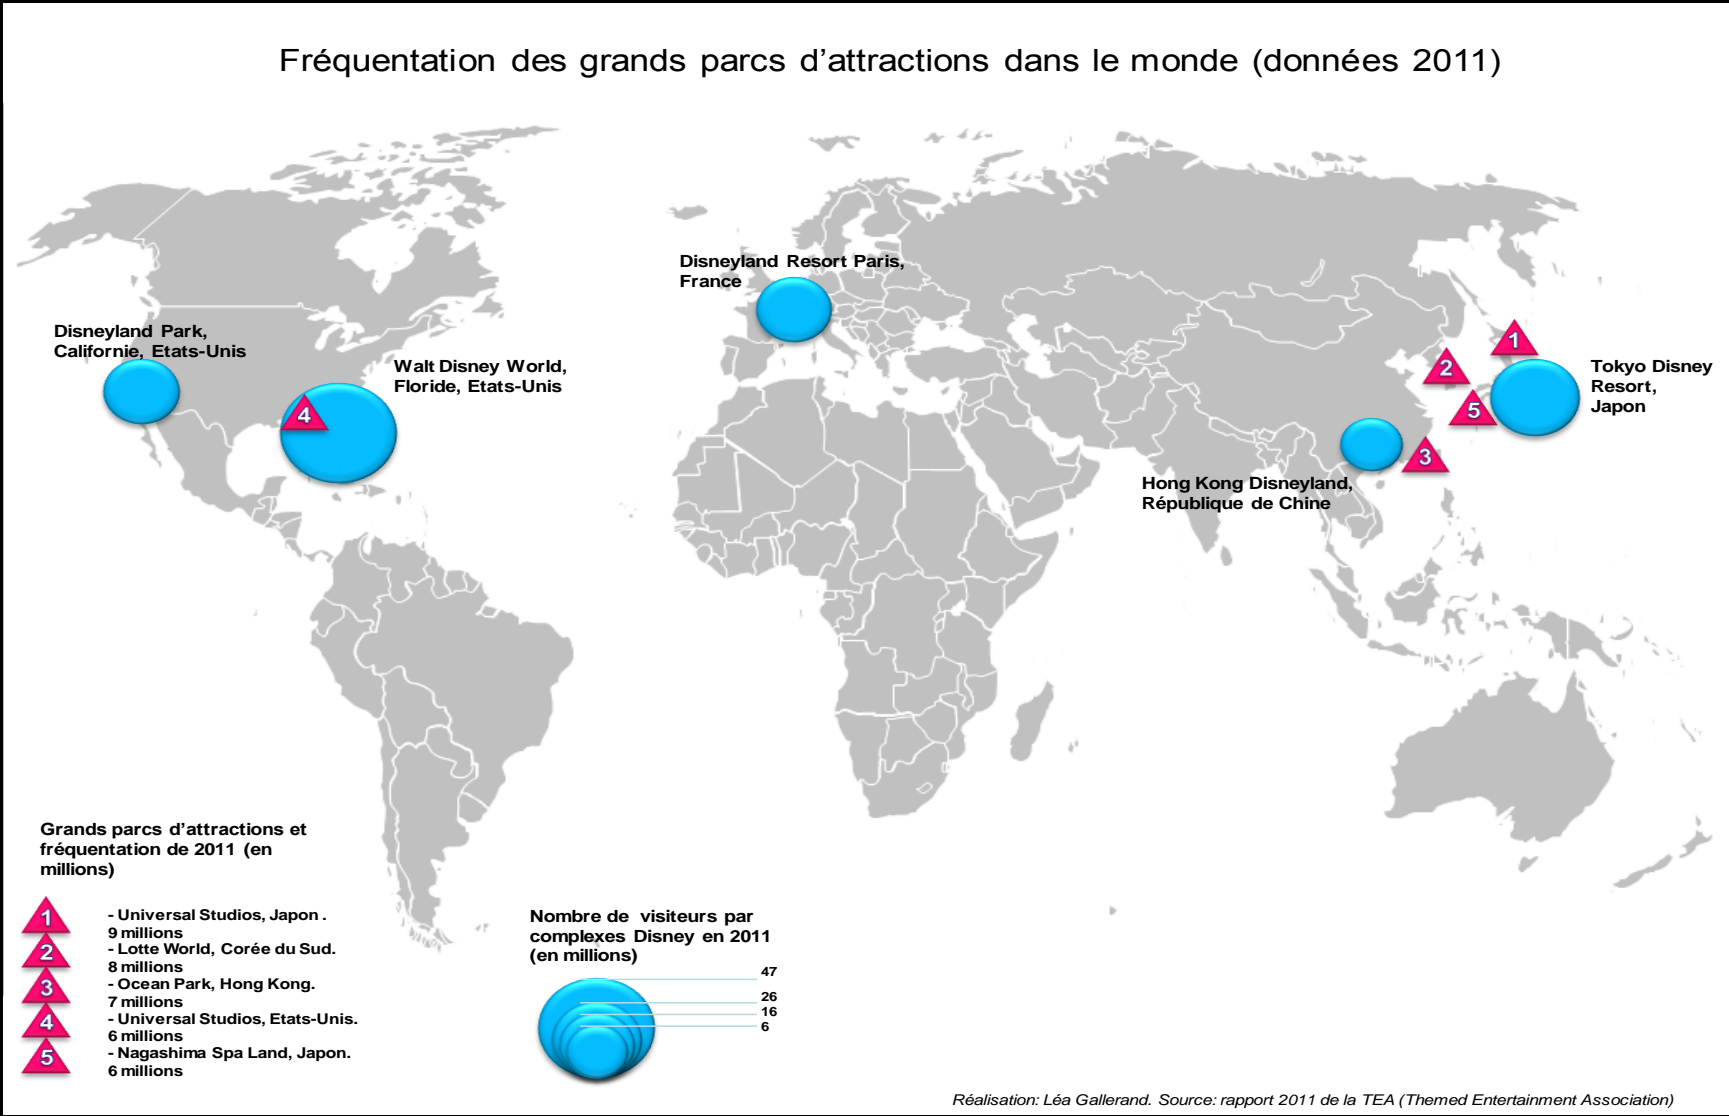 Fréquentation des grands parcs d’attractions dans le monde (données 2011)
Disneyland Resort Paris,
France
Disneyland Park,
Californie, Etats-Unis
Walt Disney World,
Floride, Etats-Unis
4
1
2
5
3
Tokyo Disney
Resort,
Japon
Hong Kong Disneyland,
République de Chine
Grands parcs d’attractions et
fréquentation de 2011 (en
millions)
1
- Universal Studios, Japon .
9 millions
2
- Lotte World, Corée du Sud.
8 millions
3
- Ocean Park, Hong Kong.
7 millions
4
- Universal Studios, Etats-Unis.
6 millions
5
- Nagashima Spa Land, Japon.
6 millions
Nombre de visiteurs par
complexes Disney en 2011
(en millions)
47
26
16
6
Réalisation: Léa Gallerand. Source: rapport 2011 de la TEA (Themed Entertainment Association)